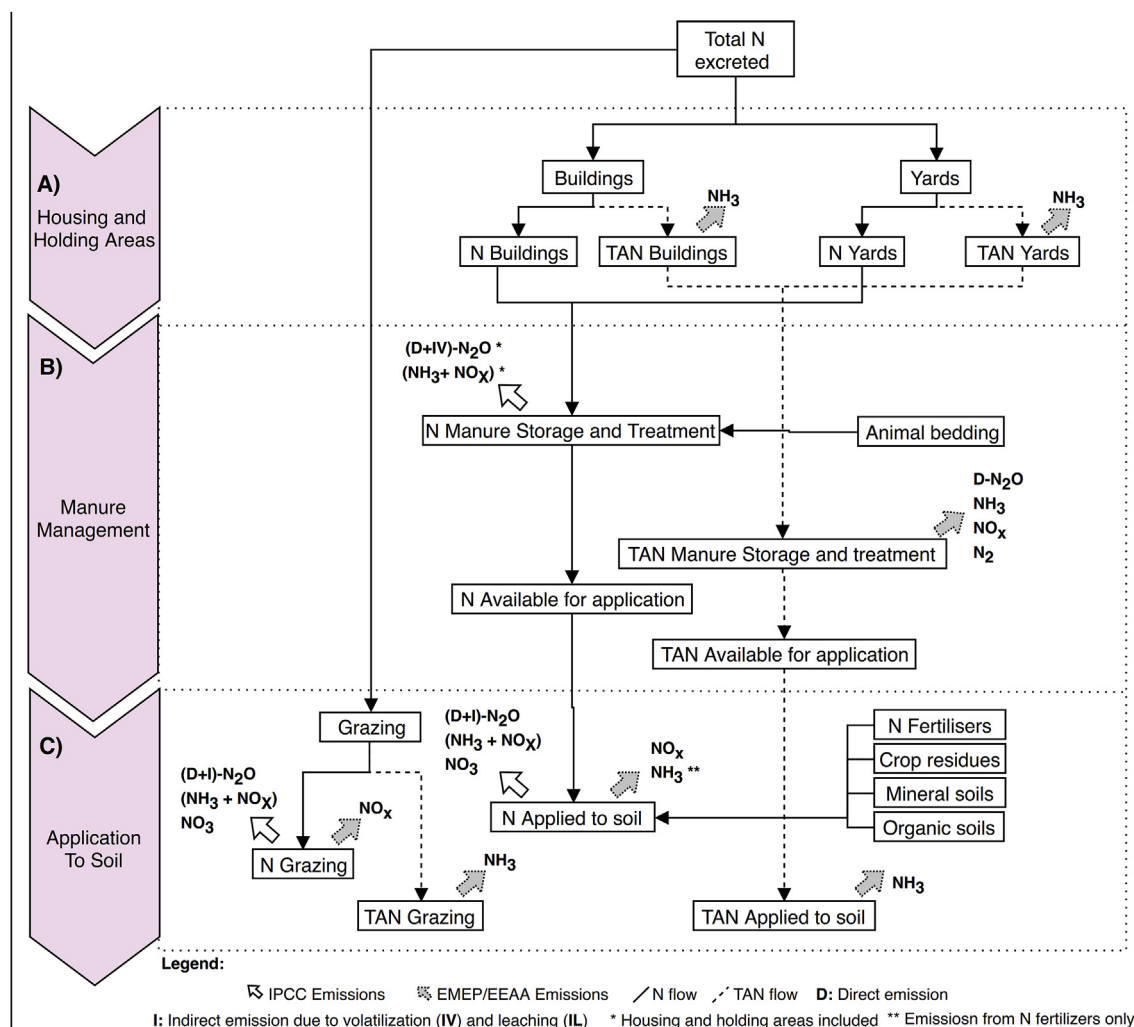 Total N
excreted
A)
Housing and
Holding Areas
Buildings
Yards
NH3
NH3
N Buildings
TAN Buildings
N Yards
TAN Yards
B)
Manure
Management
(D+IV)-N2O *
(NH3+ NOX) *
N Manure Storage and Treatment
Animal bedding
D-N2O
NH3
NOX
N2
TAN Manure Storage and treatment
N Available for application
TAN Available for application
C)
Application
To Soil
Grazing
(D+I)-N2O
(NH3 + NOX)
NO3
NOX
N Grazing
NH3
TAN Grazing
(D+I)-N2O
(NH3 + NOX)
NO3
NOX
NH3 **
N Applied to soil
N Fertilisers
Crop residues
Mineral soils
Organic soils
NH3
TAN Applied to soil
Legend:
IPCC Emissions EMEP/EEAA Emissions N flow TAN flow D: Direct emission
I: Indirect emission due to volatilization (IV) and leaching (IL) * Housing and holding areas included ** Emissiosn from N fertilizers only